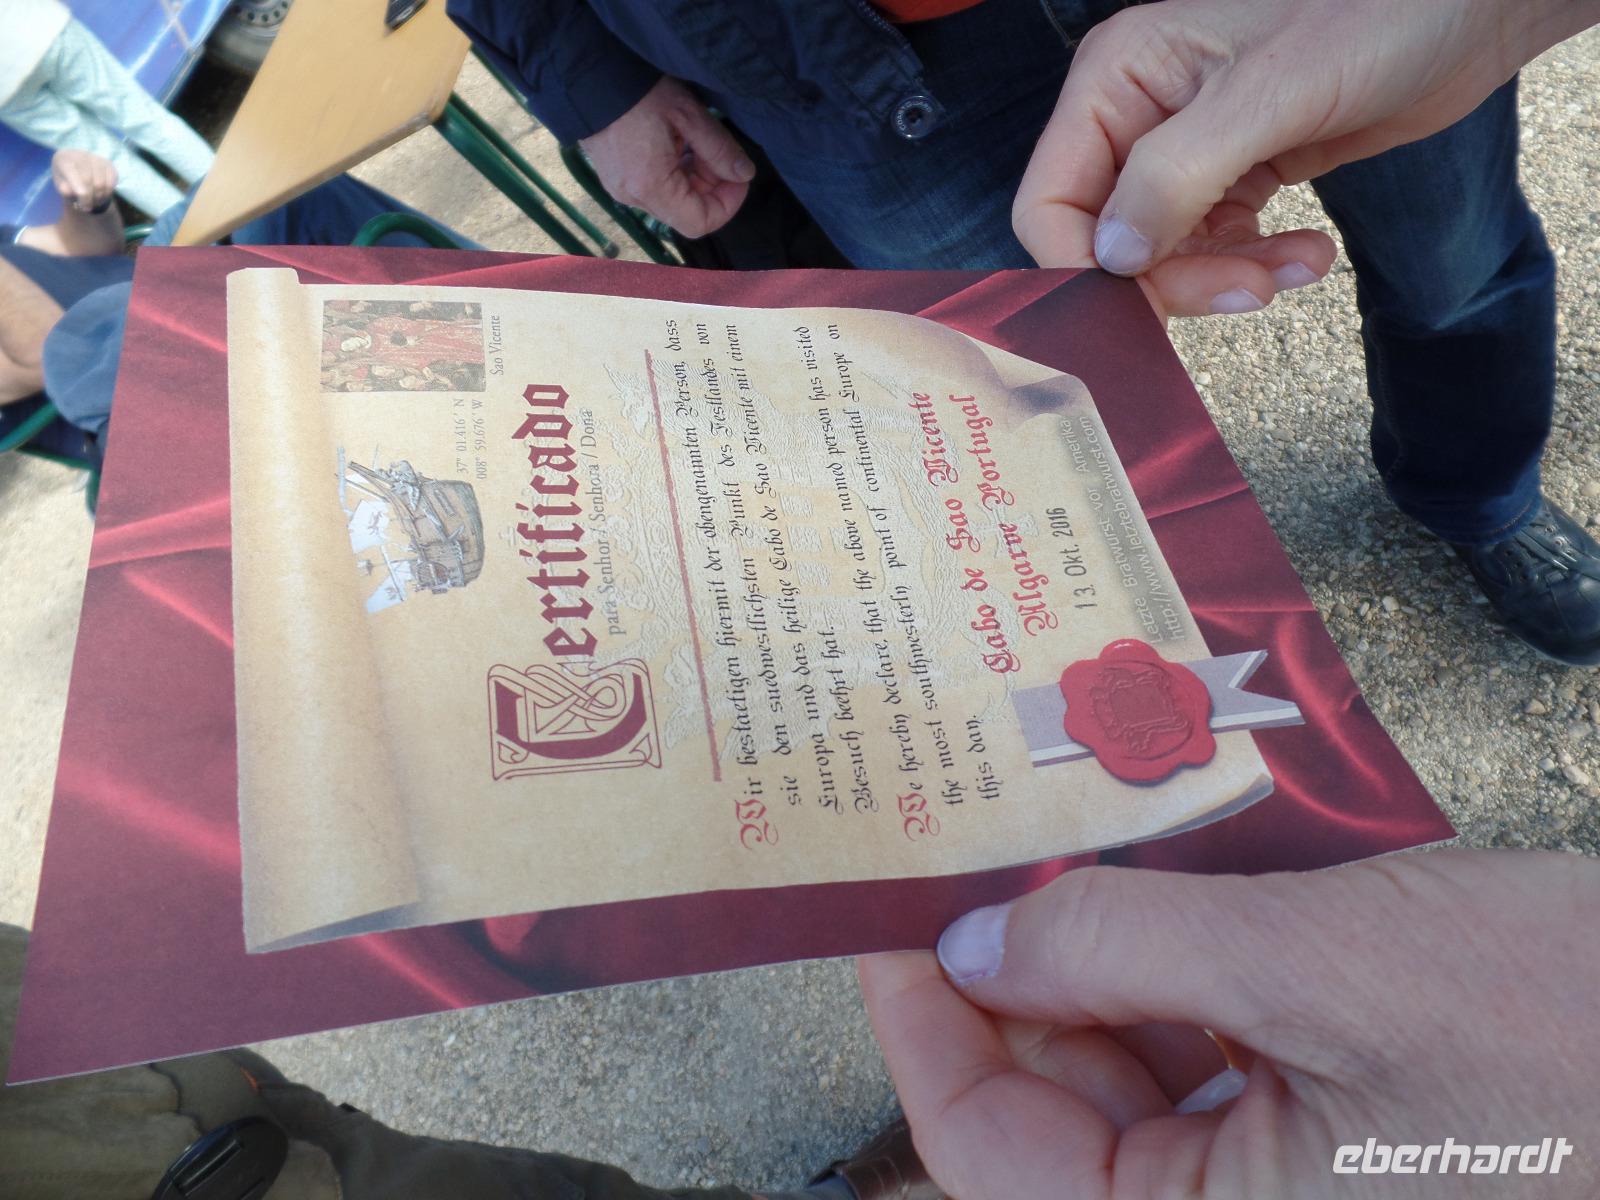 Sao Vicente
37° 01.416' N
008° 59.676' W
Certificado
para Senhor / Senhora / Dona
Wir bestaetigen hiermit der obengenannten Person, dass
sie den suedwestlichsten Punkt des Festlandes von
Europa und das heilige Cabo de Sao Vicente mit einem
Besuch beehrt hat.
We hereby declare, that the above named person has visited
the most southwesterly point of continental Europe on
this day.
Cabo de Sao Vicente
Algarve Portugal
13. Okt. 2016
Letzte Bratwurst vor Amerika
http://www.letztebratwurst.com
eberhardt